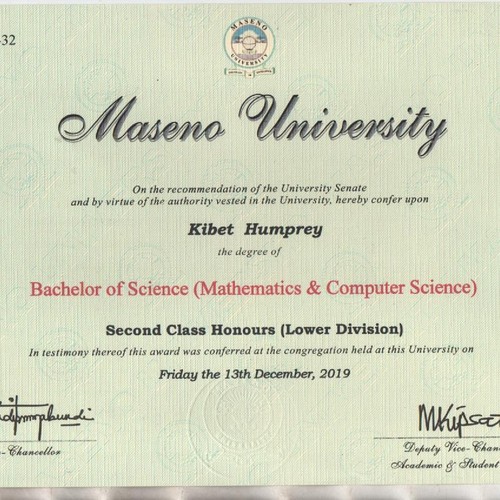 -32
MASENO
UNIVERSITY
Maseno University
On the recommendation of the University Senate
and by virtue of the authority vested in the University, hereby confer upon
Kibet Humprey
the degree of
Bachelor of Science (Mathematics & Computer Science)
Second Class Honours (Lower Division)
In testimony thereof this award was conferred at the congregation held at this University on
Friday the 13th December, 2019
e-Chancellor
Deputy Vice-Chan
Academic & Student